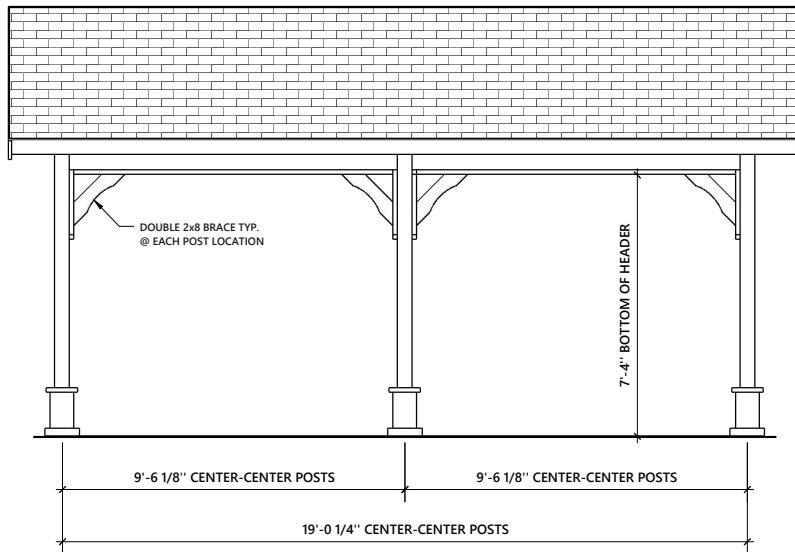 DOUBLE 2x8 BRACE TYP.
@ EACH POST LOCATION
7'-4'' BOTTOM OF HEADER
9'-6 1/8'' CENTER-CENTER POSTS
9'-6 1/8'' CENTER-CENTER POSTS
19'-0 1/4'' CENTER-CENTER POSTS